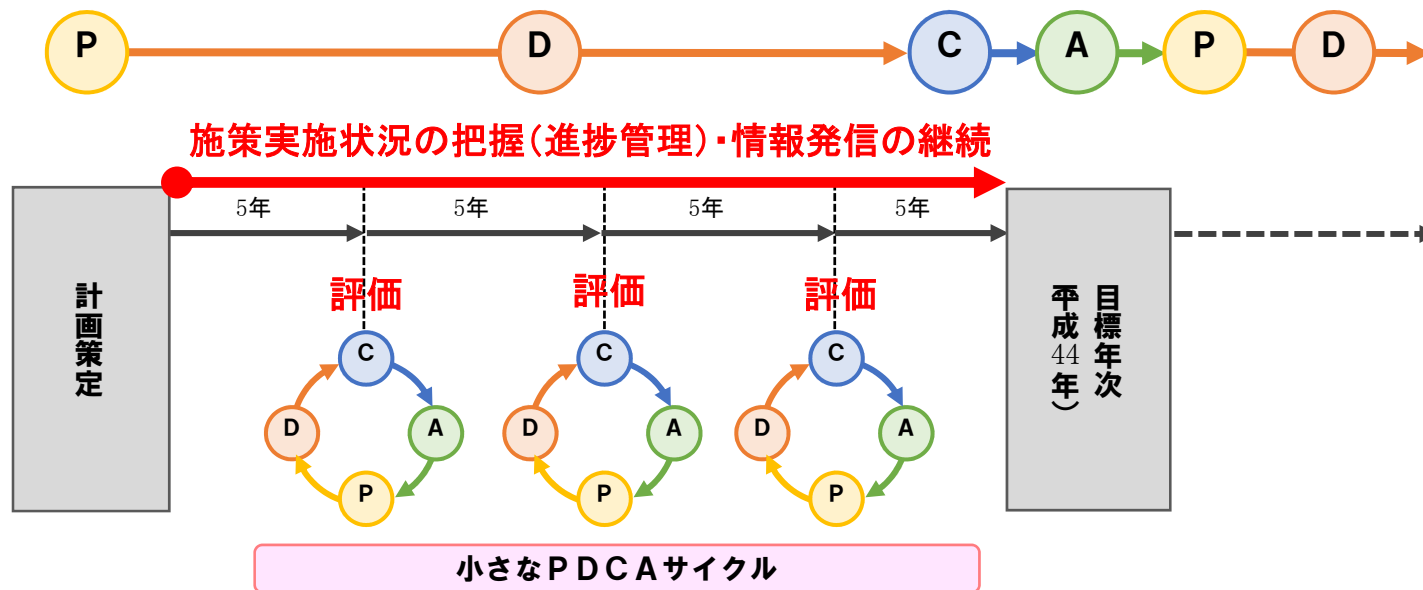 P D C A P D
施策実施状況の把握(進捗管理)・情報発信の継続
5年 5年 5年 5年
計画策定
評価 評価 評価
目標年次
(平成44年)
C C C
D A D A D A
P P P
小さなPDCAサイクル